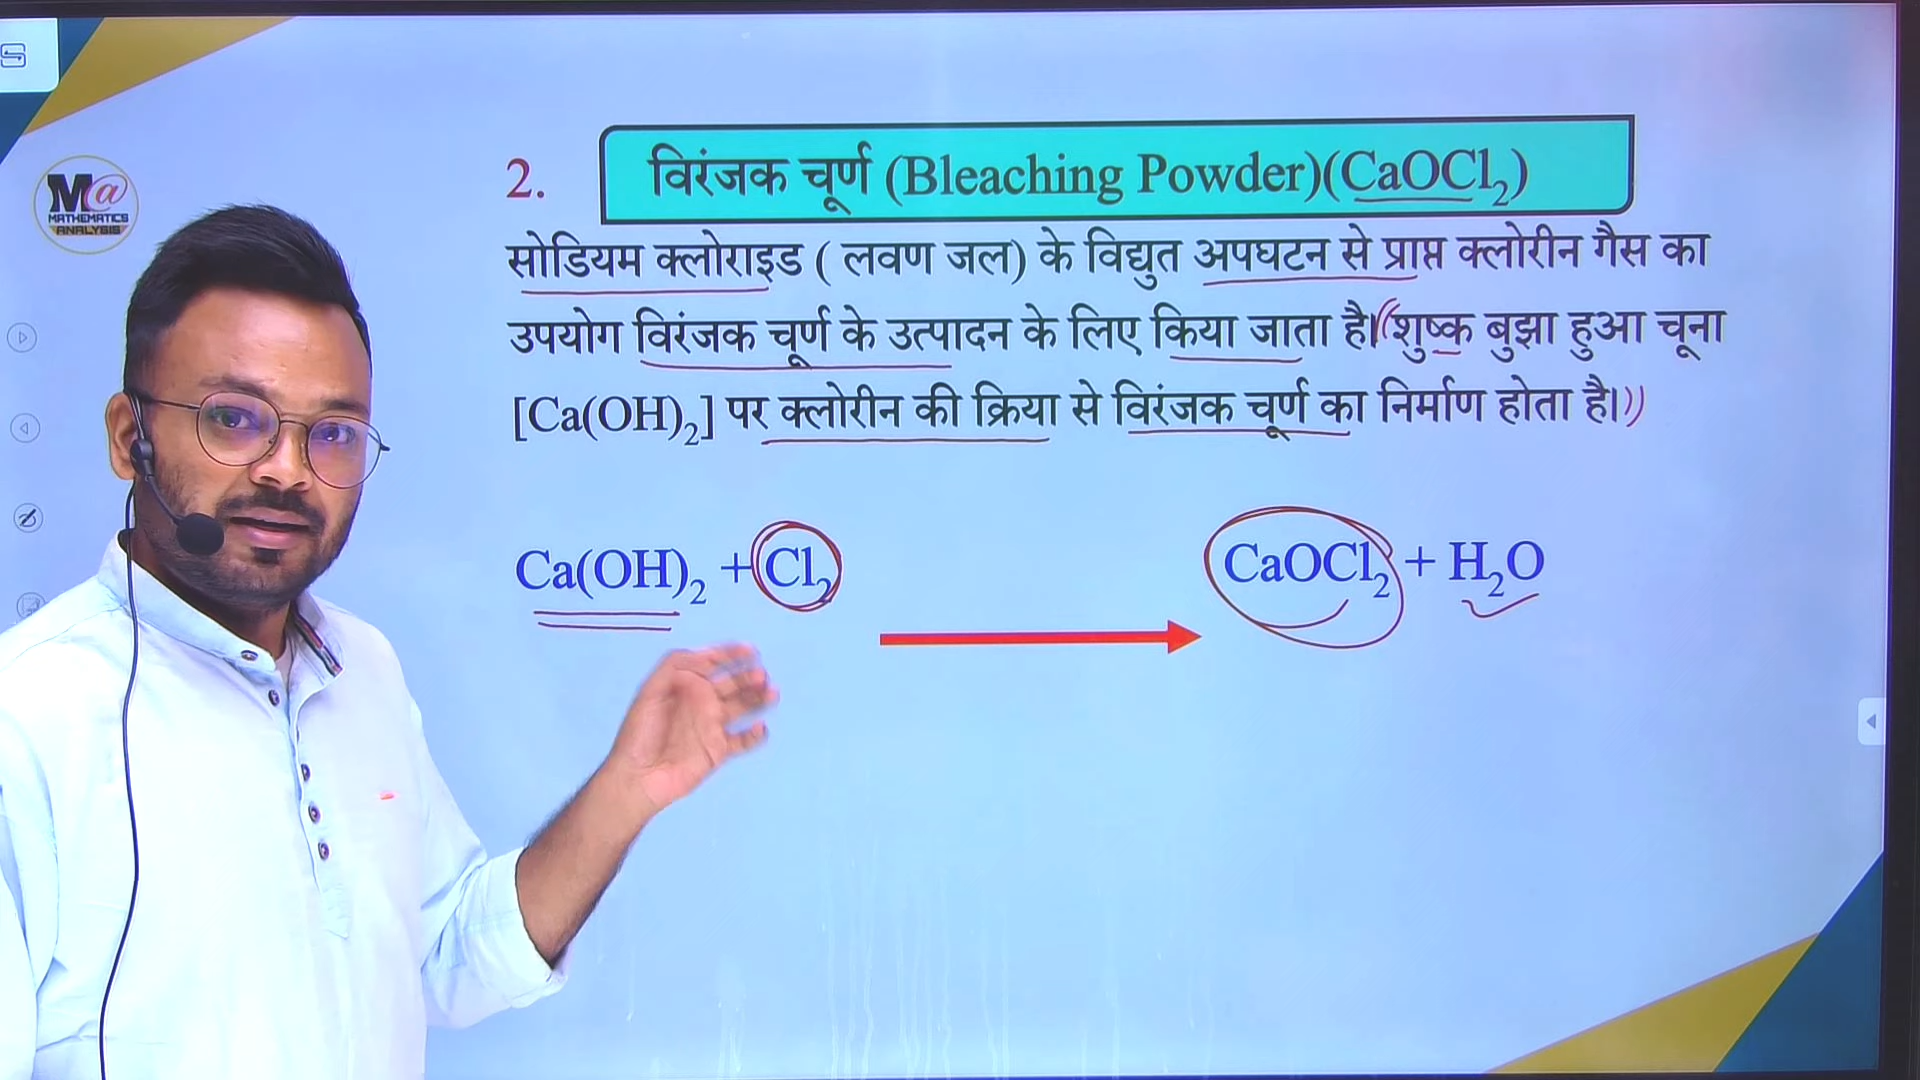 M@
MATHEMATICS
ANALYSIS
2. विरंजक चूर्ण (Bleaching Powder)(CaOCl₂)
सोडियम क्लोराइड ( लवण जल) के विद्युत अपघटन से प्राप्त क्लोरीन गैस का
उपयोग विरंजक चूर्ण के उत्पादन के लिए किया जाता है। (शुष्क बुझा हुआ चूना
[Ca(OH)₂] पर क्लोरीन की क्रिया से विरंजक चूर्ण का निर्माण होता है।))
Ca(OH)₂ + Cl₂ → CaOCl₂ + H₂O